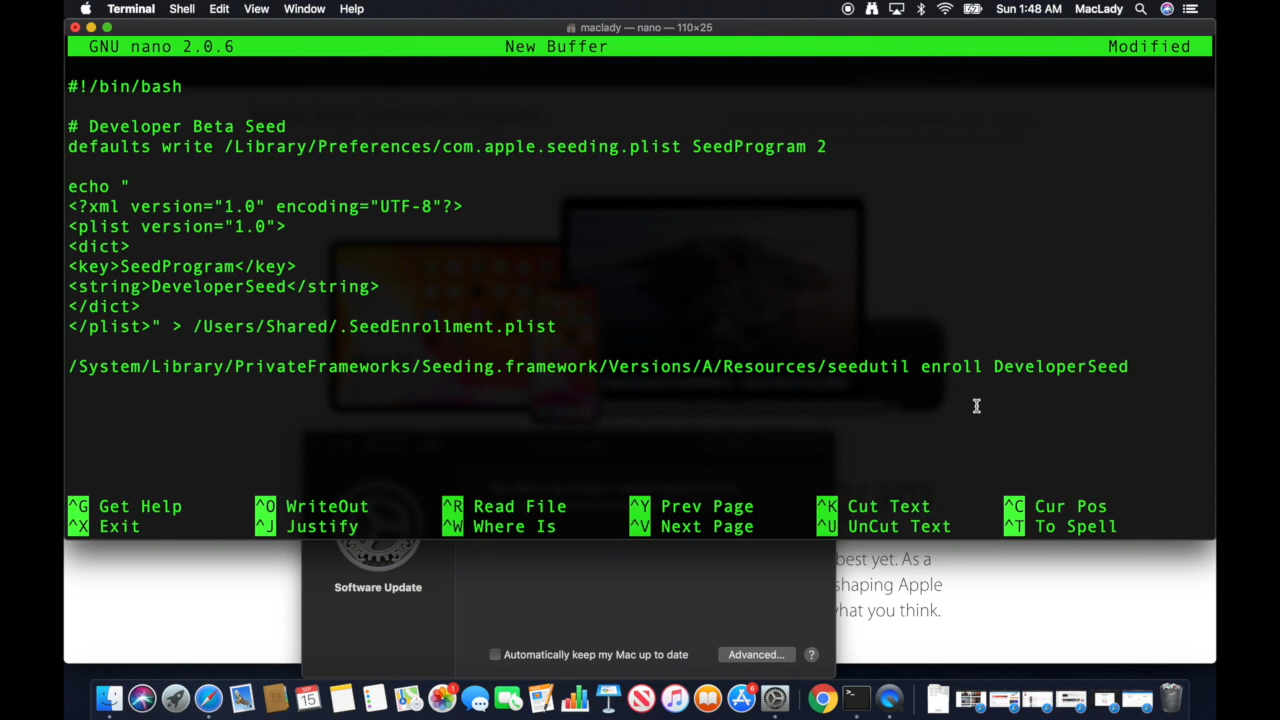 Terminal Shell Edit View Window Help Sun 1:48 AM MacLady
maclady — nano — 110×25
GNU nano 2.0.6 New Buffer Modified
#!/bin/bash
# Developer Beta Seed
defaults write /Library/Preferences/com.apple.seeding.plist SeedProgram 2
echo "
<?xml version="1.0" encoding="UTF-8"?>
<plist version="1.0">
<dict>
<key>SeedProgram</key>
<string>DeveloperSeed</string>
</dict>
</plist>" > /Users/Shared/.SeedEnrollment.plist
/System/Library/PrivateFrameworks/Seeding.framework/Versions/A/Resources/seedutil enroll DeveloperSeed
^G Get Help ^O WriteOut ^R Read File ^Y Prev Page ^K Cut Text ^C Cur Pos
^X Exit ^J Justify ^W Where Is ^V Next Page ^U UnCut Text ^T To Spell
best yet. As a
shaping Apple
what you think.
Software Update
Automatically keep my Mac up to date Advanced... ?